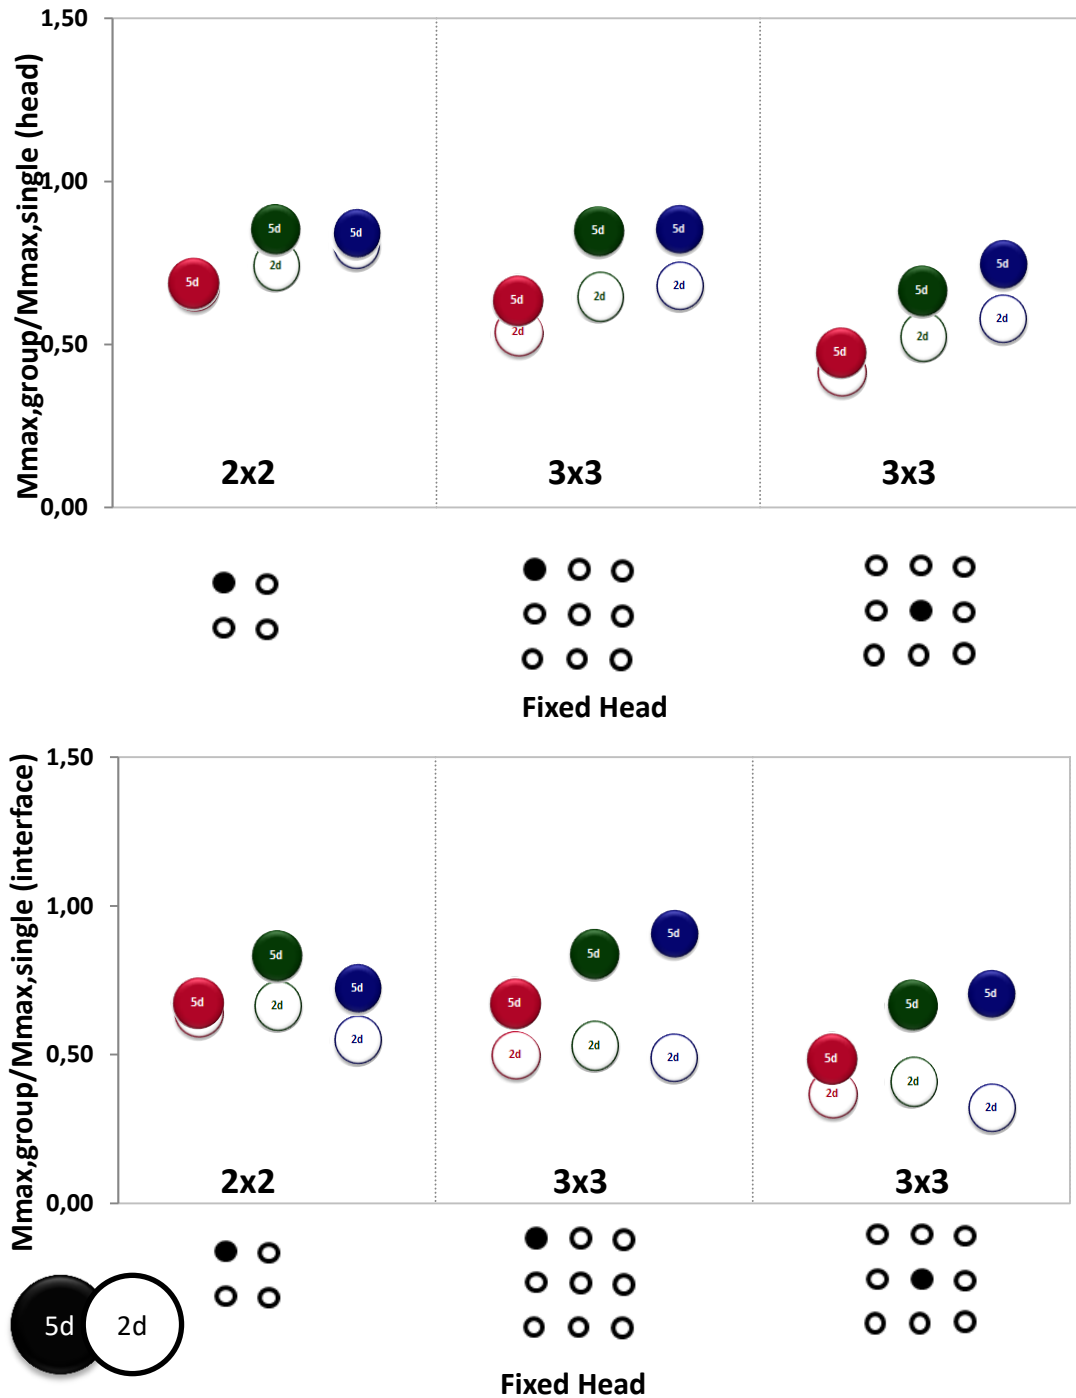 1,50
Mmax,group/Mmax,single (head)
1,00
5d
5d
5d
2d
5d
2d
5d
2d
5d
2d
5d
5d
2d
5d
2d
0,50
2x2
3x3
3x3
0,00
Fixed Head
1,50
Mmax,group/Mmax,single (interface)
1,00
5d
5d
2d
5d
2d
5d
2d
5d
2d
5d
2d
5d
2d
5d
2d
5d
2d
0,50
2x2
3x3
3x3
0,00
5d
2d
Fixed Head